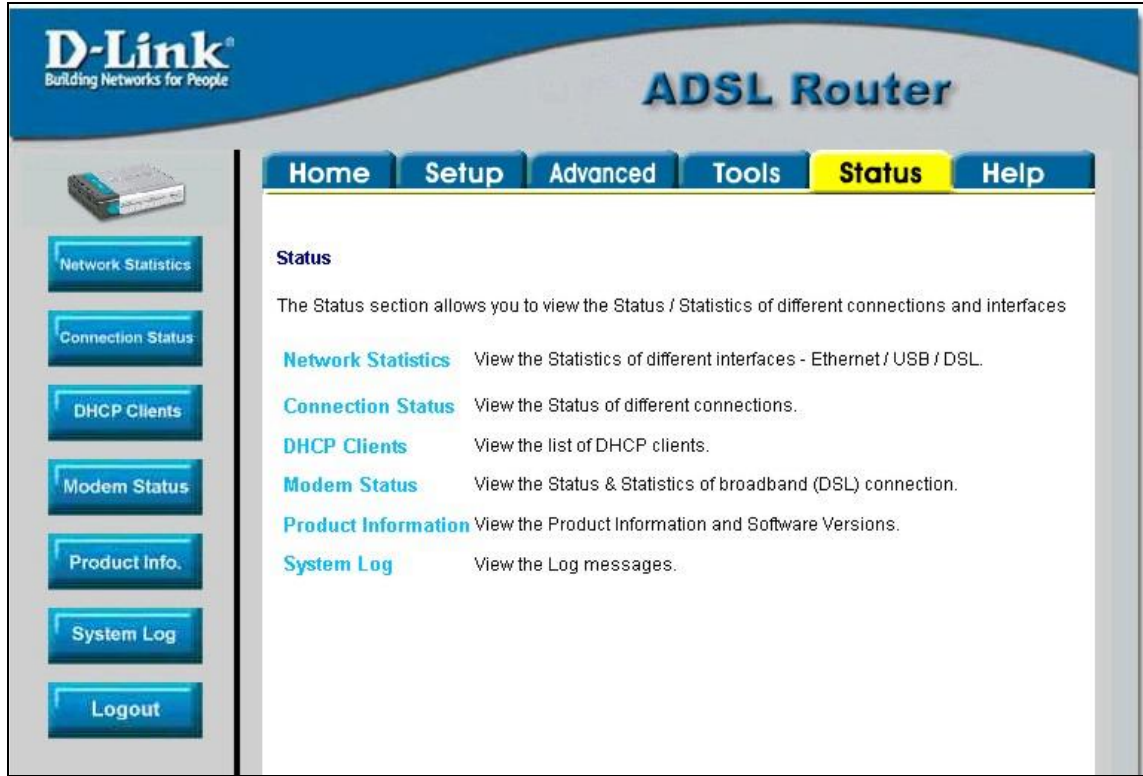 D-Link®
Building Networks for People
ADSL Router
Home Setup Advanced Tools Status Help
Network Statistics
Connection Status
DHCP Clients
Modem Status
Product Info.
System Log
Logout
Status
The Status section allows you to view the Status / Statistics of different connections and interfaces
Network Statistics View the Statistics of different interfaces - Ethernet / USB / DSL.
Connection Status View the Status of different connections.
DHCP Clients View the list of DHCP clients.
Modem Status View the Status & Statistics of broadband (DSL) connection.
Product Information View the Product Information and Software Versions.
System Log View the Log messages.